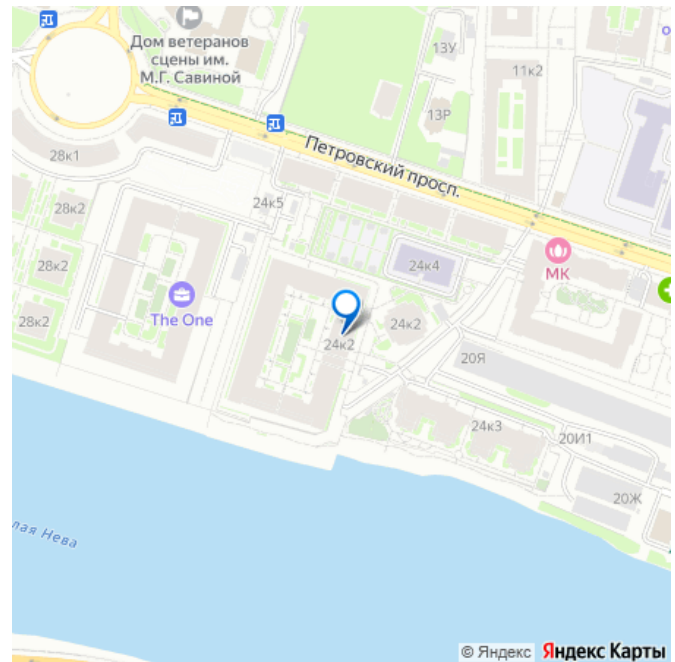 Дом ветеранов
сцены им.
М.Г. Савиной
13У
11к2
13Р
Петровский просп.
28к1
28к2
24к5
28к2
24к4
МК
The One
28к2
24к2
24к2
20Я
24к3
20И1
20Ж
лая Нева
© Яндекс Яндекс Карты